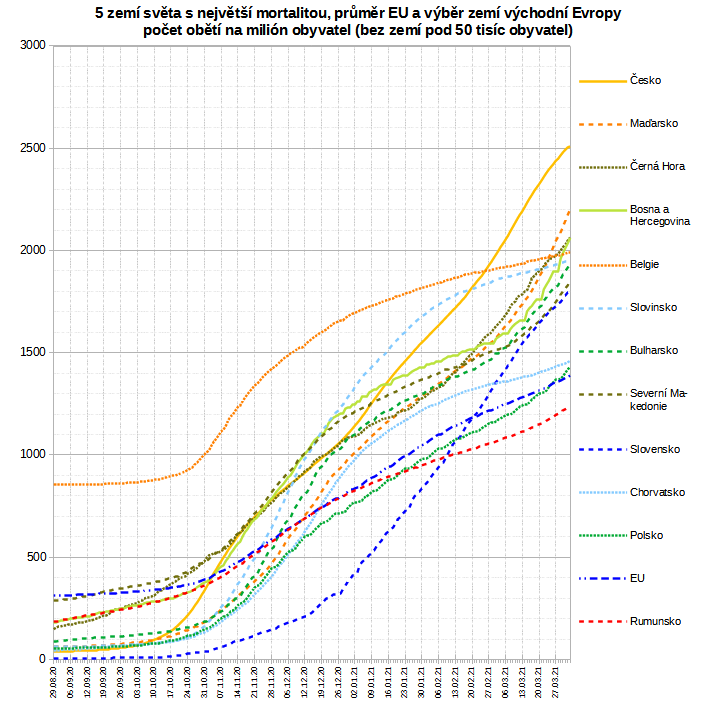 5 zemí světa s největší mortalitou, průměr EU a výběr zemí východní Evropy
počet obětí na milión obyvatel (bez zemí pod 50 tisíc obyvatel)
3000
2500
2000
1500
1000
500
0
29.08.20
06.09.20
12.09.20
19.09.20
26.09.20
03.10.20
10.10.20
17.10.20
24.10.20
31.10.20
07.11.20
14.11.20
21.11.20
28.11.20
05.12.20
12.12.20
19.12.20
26.12.20
02.01.21
09.01.21
16.01.21
23.01.21
30.01.21
06.02.21
13.02.21
20.02.21
27.02.21
06.03.21
13.03.21
20.03.21
27.03.21
Česko
Maďarsko
Černá Hora
Bosna a
Hercegovina
Belgie
Slovinsko
Bulharsko
Severní Ma-
kedonie
Slovensko
Chorvatsko
Polsko
EU
Rumunsko